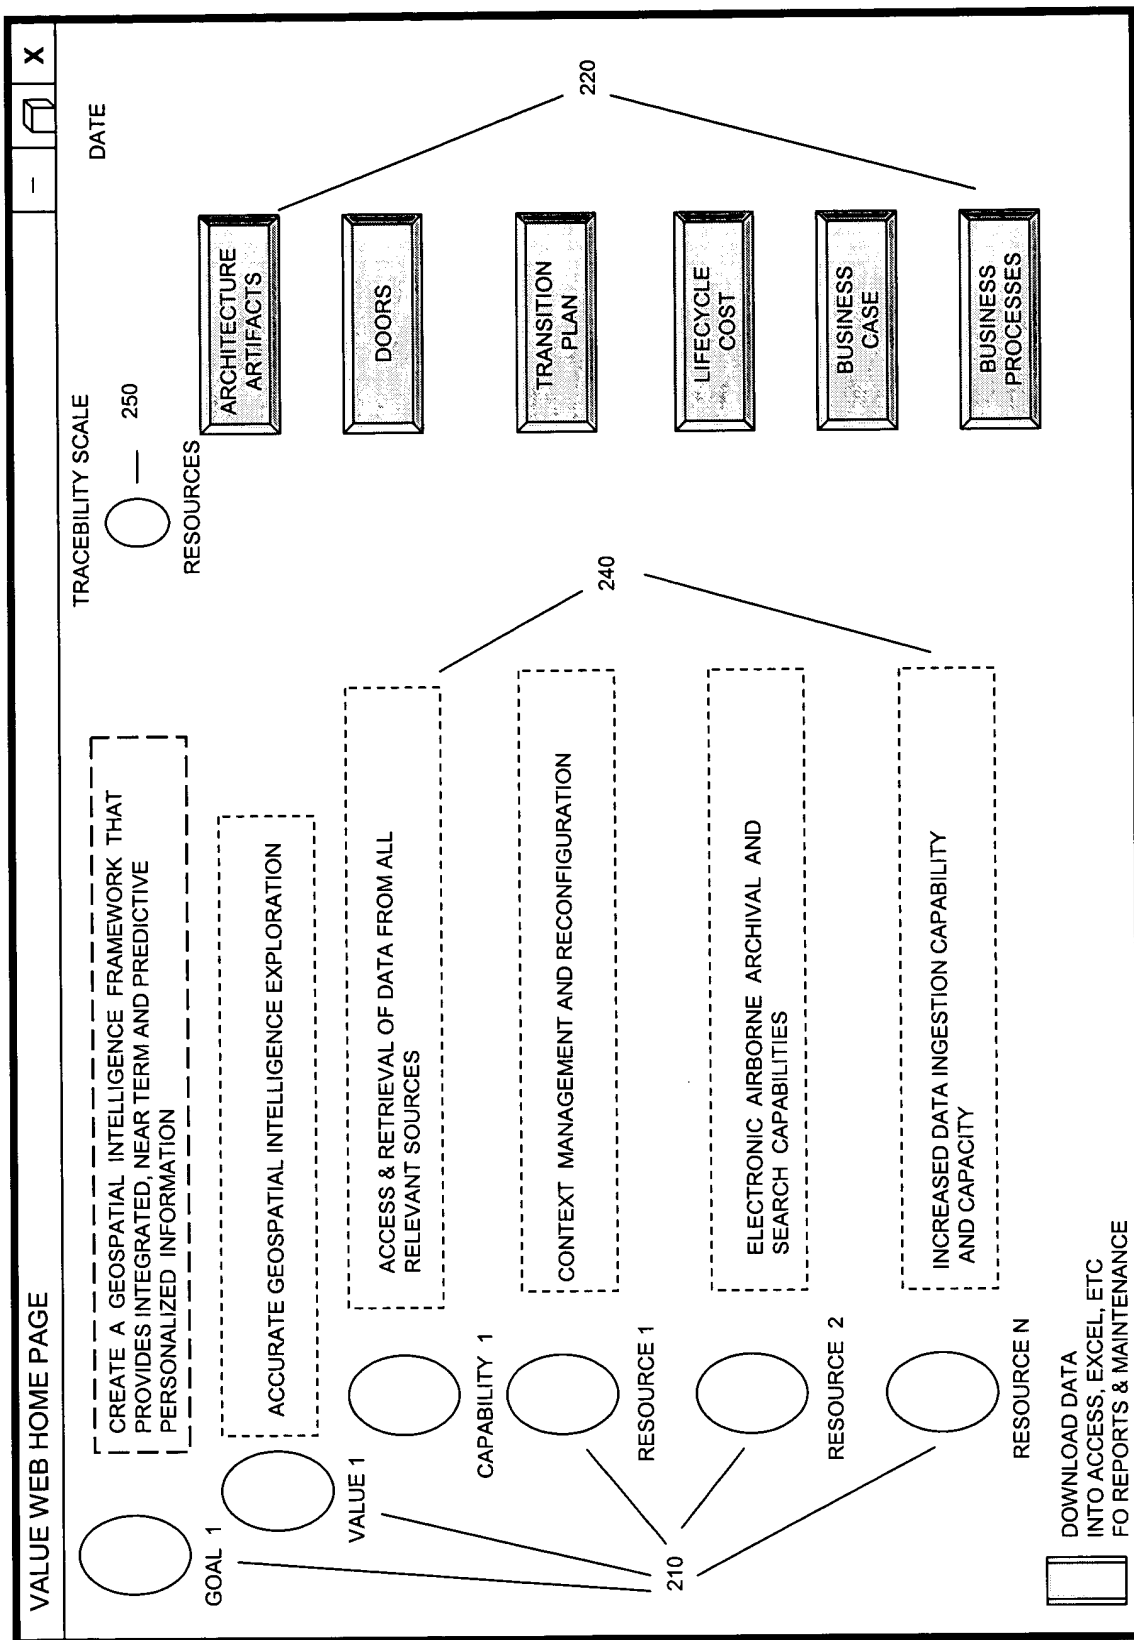 VALUE WEB HOME PAGE
– X
TRACEBILITY SCALE
DATE
250
RESOURCES
GOAL 1
CREATE A GEOSPATIAL INTELLIGENCE FRAMEWORK THAT
PROVIDES INTEGRATED, NEAR TERM AND PREDICTIVE
PERSONALIZED INFORMATION
VALUE 1
ACCURATE GEOSPATIAL INTELLIGENCE EXPLORATION
CAPABILITY 1
ACCESS & RETRIEVAL OF DATA FROM ALL
RELEVANT SOURCES
RESOURCE 1
CONTEXT MANAGEMENT AND RECONFIGURATION
RESOURCE 2
ELECTRONIC AIRBORNE ARCHIVAL AND
SEARCH CAPABILITIES
RESOURCE N
INCREASED DATA INGESTION CAPABILITY
AND CAPACITY
210
240
220
ARCHITECTURE
ARTIFACTS
DOORS
TRANSITION
PLAN
LIFECYCLE
COST
BUSINESS
CASE
BUSINESS
PROCESSES
DOWNLOAD DATA
INTO ACCESS, EXCEL, ETC
FO REPORTS & MAINTENANCE